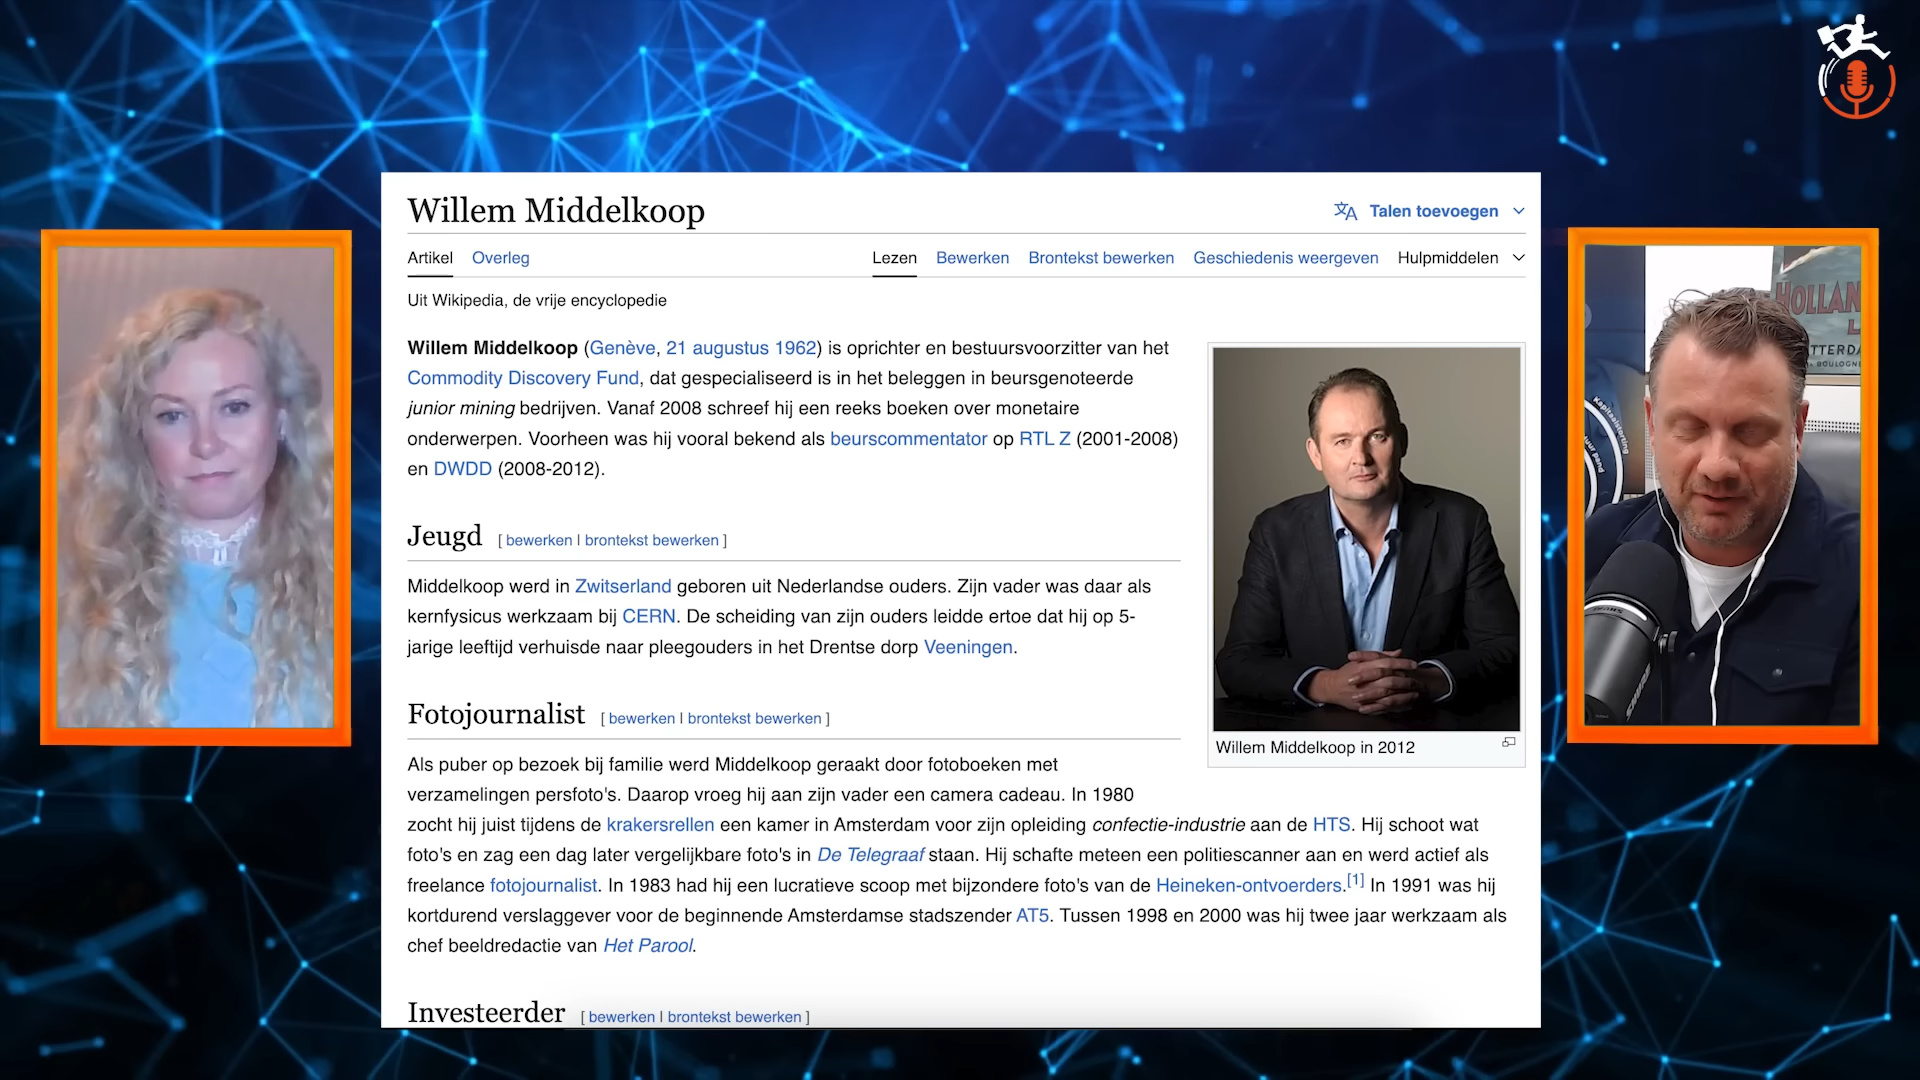 Willem Middelkoop
Talen toevoegen
Artikel Overleg Lezen Bewerken Brontekst bewerken Geschiedenis weergeven Hulpmiddelen
Uit Wikipedia, de vrije encyclopedie
Willem Middelkoop (Genève, 21 augustus 1962) is oprichter en bestuursvoorzitter van het
Commodity Discovery Fund, dat gespecialiseerd is in het beleggen in beursgenoteerde
junior mining bedrijven. Vanaf 2008 schreef hij een reeks boeken over monetaire
onderwerpen. Voorheen was hij vooral bekend als beurscommentator op RTL Z (2001-2008)
en DWDD (2008-2012).
Willem Middelkoop in 2012
Jeugd [ bewerken | brontekst bewerken ]
Middelkoop werd in Zwitserland geboren uit Nederlandse ouders. Zijn vader was daar als
kernfysicus werkzaam bij CERN. De scheiding van zijn ouders leidde ertoe dat hij op 5-
jarige leeftijd verhuisde naar pleegouders in het Drentse dorp Veeningen.
Fotojournalist [ bewerken | brontekst bewerken ]
Als puber op bezoek bij familie werd Middelkoop geraakt door fotoboeken met
verzamelingen persfoto's. Daarop vroeg hij aan zijn vader een camera cadeau. In 1980
zocht hij juist tijdens de krakersrellen een kamer in Amsterdam voor zijn opleiding confectie-industrie aan de HTS. Hij schoot wat
foto's en zag een dag later vergelijkbare foto's in De Telegraaf staan. Hij schafte meteen een politiescanner aan en werd actief als
freelance fotojournalist. In 1983 had hij een lucratieve scoop met bijzondere foto's van de Heineken-ontvoerders.[1] In 1991 was hij
kortdurend verslaggever voor de beginnende Amsterdamse stadszender AT5. Tussen 1998 en 2000 was hij twee jaar werkzaam als
chef beeldredactie van Het Parool.
Investeerder [ bewerken | brontekst bewerken ]
HOLLAN
TTERDA
BOULOGNE
Kapitaalstorting
uur pand
SHURE